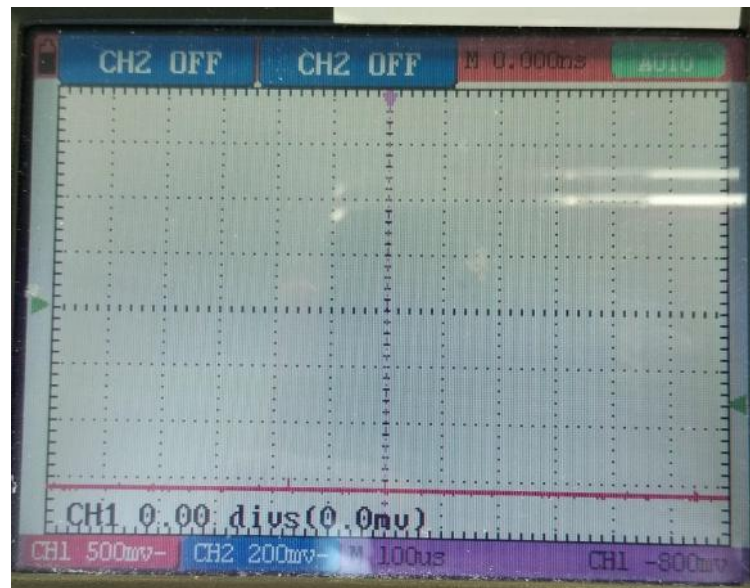 CH2 OFF CH2 OFF M 0.000ns AUTO
CH1 0.00 divs(0.0mv)
CH1 500mv- CH2 200mv- M 100us CH1 -800mv